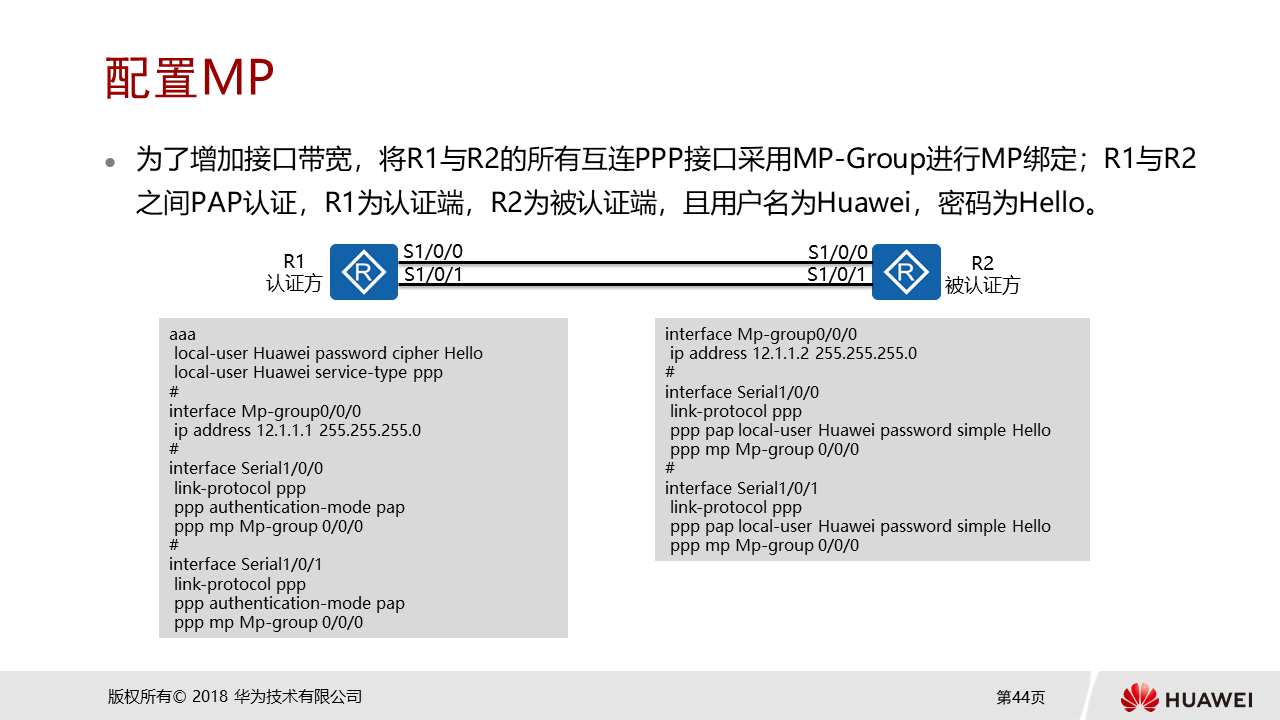 配置MP
为了增加接口带宽，将R1与R2的所有互连PPP接口采用MP-Group进行MP绑定；R1与R2
之间PAP认证，R1为认证端，R2为被认证端，且用户名为Huawei，密码为Hello。
R1
认证方
R
S1/0/0
S1/0/1
S1/0/0
S1/0/1
R
R2
被认证方
aaa
local-user Huawei password cipher Hello
local-user Huawei service-type ppp
#
interface Mp-group0/0/0
ip address 12.1.1.1 255.255.255.0
#
interface Serial1/0/0
link-protocol ppp
ppp authentication-mode pap
ppp mp Mp-group 0/0/0
#
interface Serial1/0/1
link-protocol ppp
ppp authentication-mode pap
ppp mp Mp-group 0/0/0
interface Mp-group0/0/0
ip address 12.1.1.2 255.255.255.0
#
interface Serial1/0/0
link-protocol ppp
ppp pap local-user Huawei password simple Hello
ppp mp Mp-group 0/0/0
#
interface Serial1/0/1
link-protocol ppp
ppp pap local-user Huawei password simple Hello
ppp mp Mp-group 0/0/0
版权所有© 2018 华为技术有限公司
第44页
HUAWEI